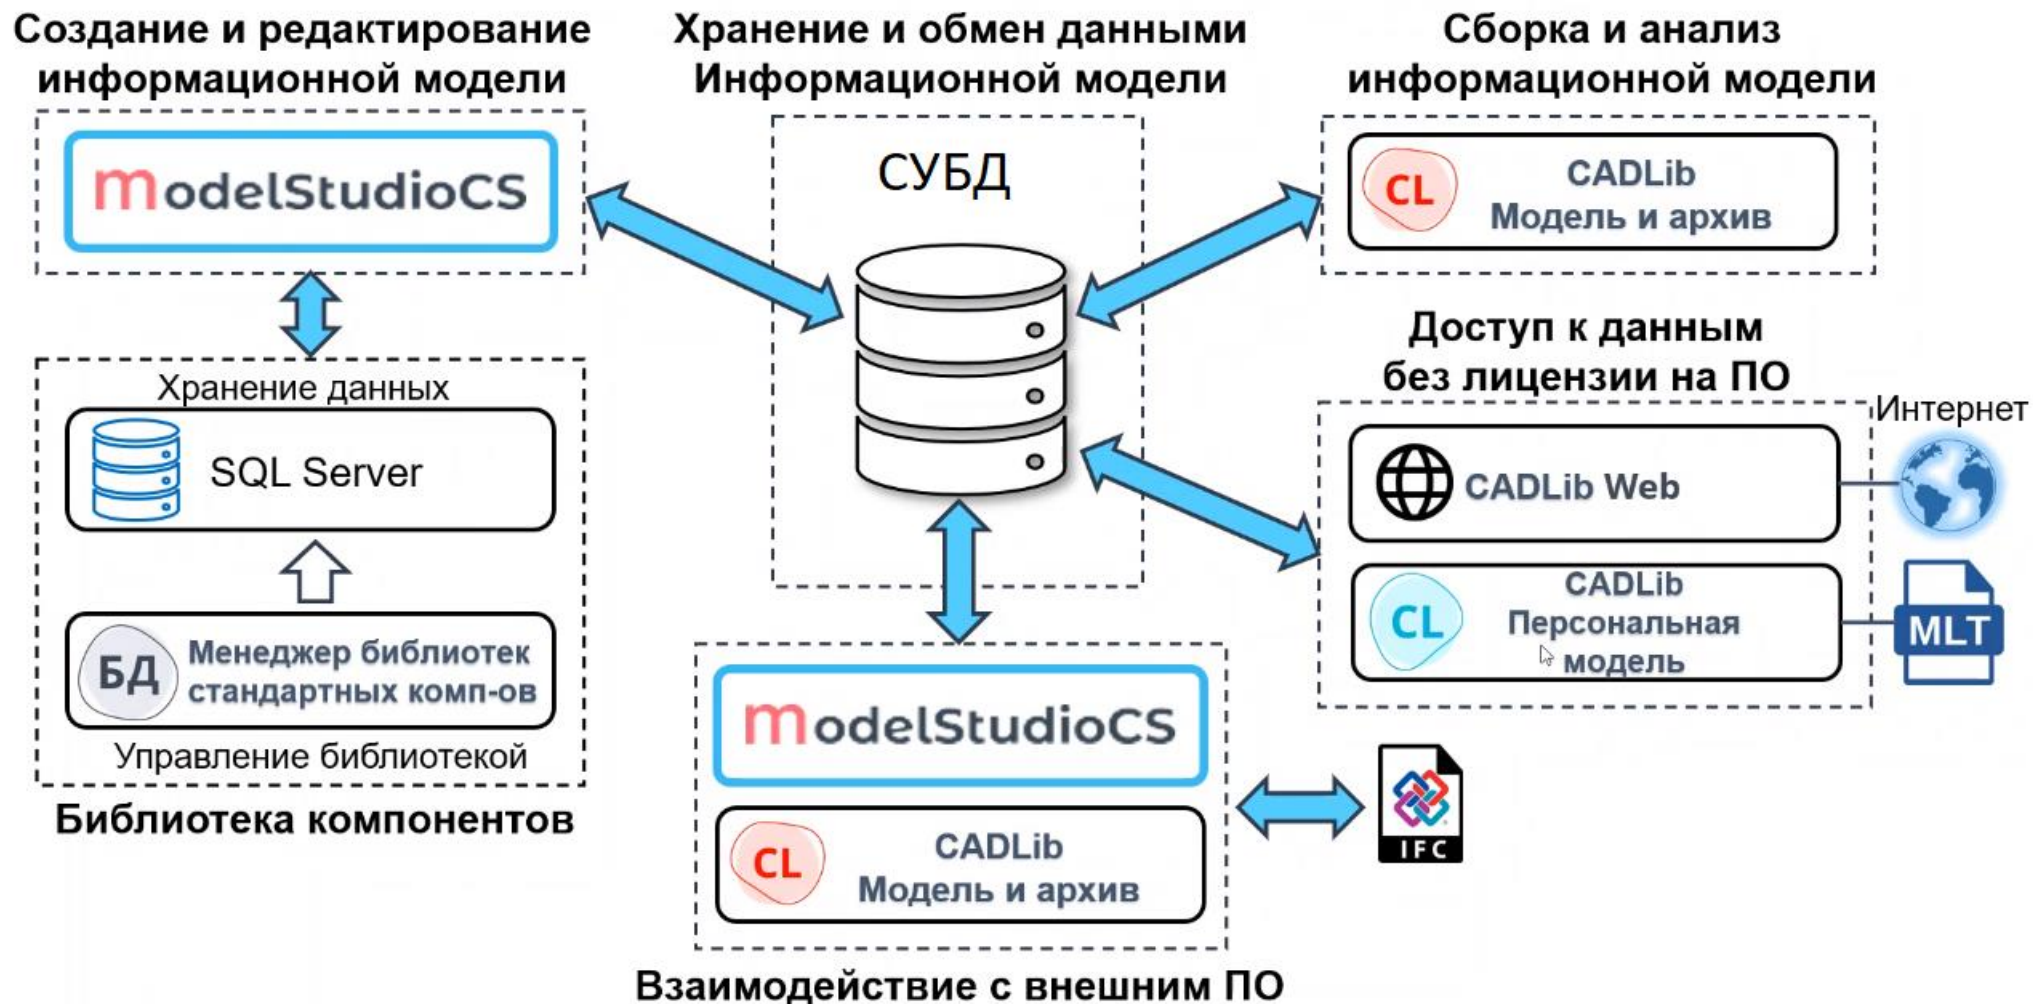 Создание и редактирование
информационной модели
modelStudioCS
Хранение данных
SQL Server
БД
Менеджер библиотек
стандартных комп-ов
Управление библиотекой
Библиотека компонентов
Хранение и обмен данными
Информационной модели
СУБД
modelStudioCS
CL
CADLib
Модель и архив
IFC
Взаимодействие с внешним ПО
Сборка и анализ
информационной модели
CL
CADLib
Модель и архив
Доступ к данным
без лицензии на ПО
Интернет
CADLib Web
CL
CADLib
Персональная
модель
MLT